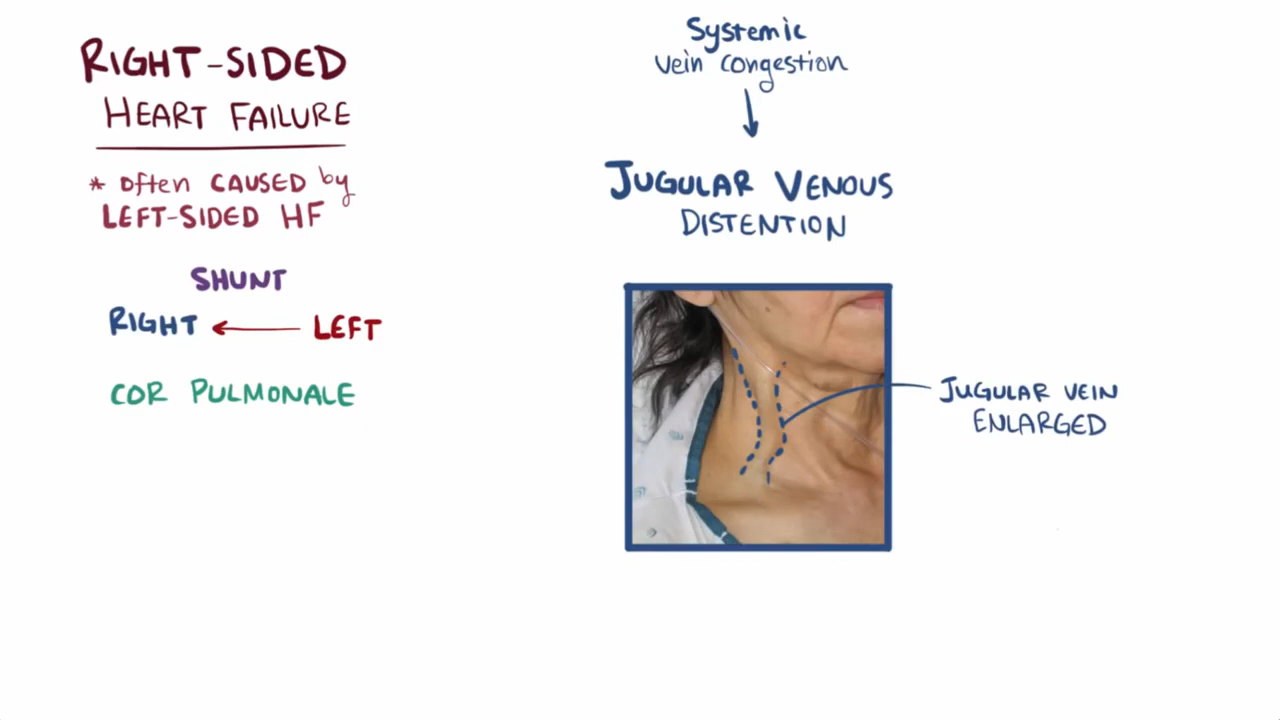 RIGHT-SIDED
HEART FAILURE
* Often CAUSED by
LEFT-SIDED HF
SHUNT
RIGHT ← LEFT
COR PULMONALE
Systemic
vein congestion
JUGULAR VENOUS
DISTENTION
JUGULAR VEIN
ENLARGED